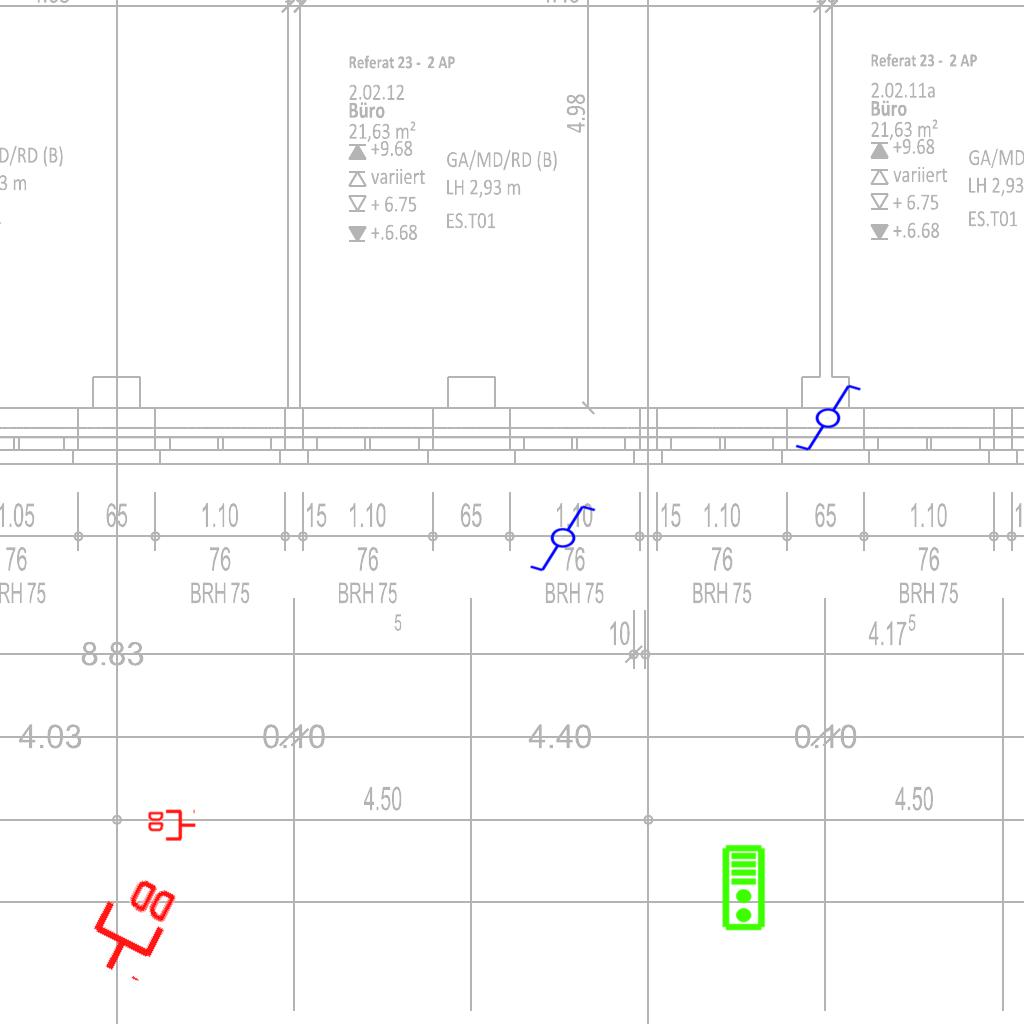 Referat 23 - 2 AP
2.02.12
Büro
21,63 m²
+9.68
variiert
+ 6.75
+.6.68
GA/MD/RD (B)
LH 2,93 m
ES.T01
4.98
Referat 23 - 2 AP
2.02.11a
Büro
21,63 m²
+9.68
variiert
+ 6.75
+.6.68
GA/M
LH 2,93
ES.T01
D/RD (B)
3 m
1.05 65 1.10 15 1.10 65 1.10 15 1.10 65 1.10 1
76 76 76 76 76 76
RH 75 BRH 75 BRH 75 BRH 75 BRH 75 BRH 75
5 10 4.17⁵
8.83
4.03 0.10 4.40 0.10
4.50 4.50
DD
DD